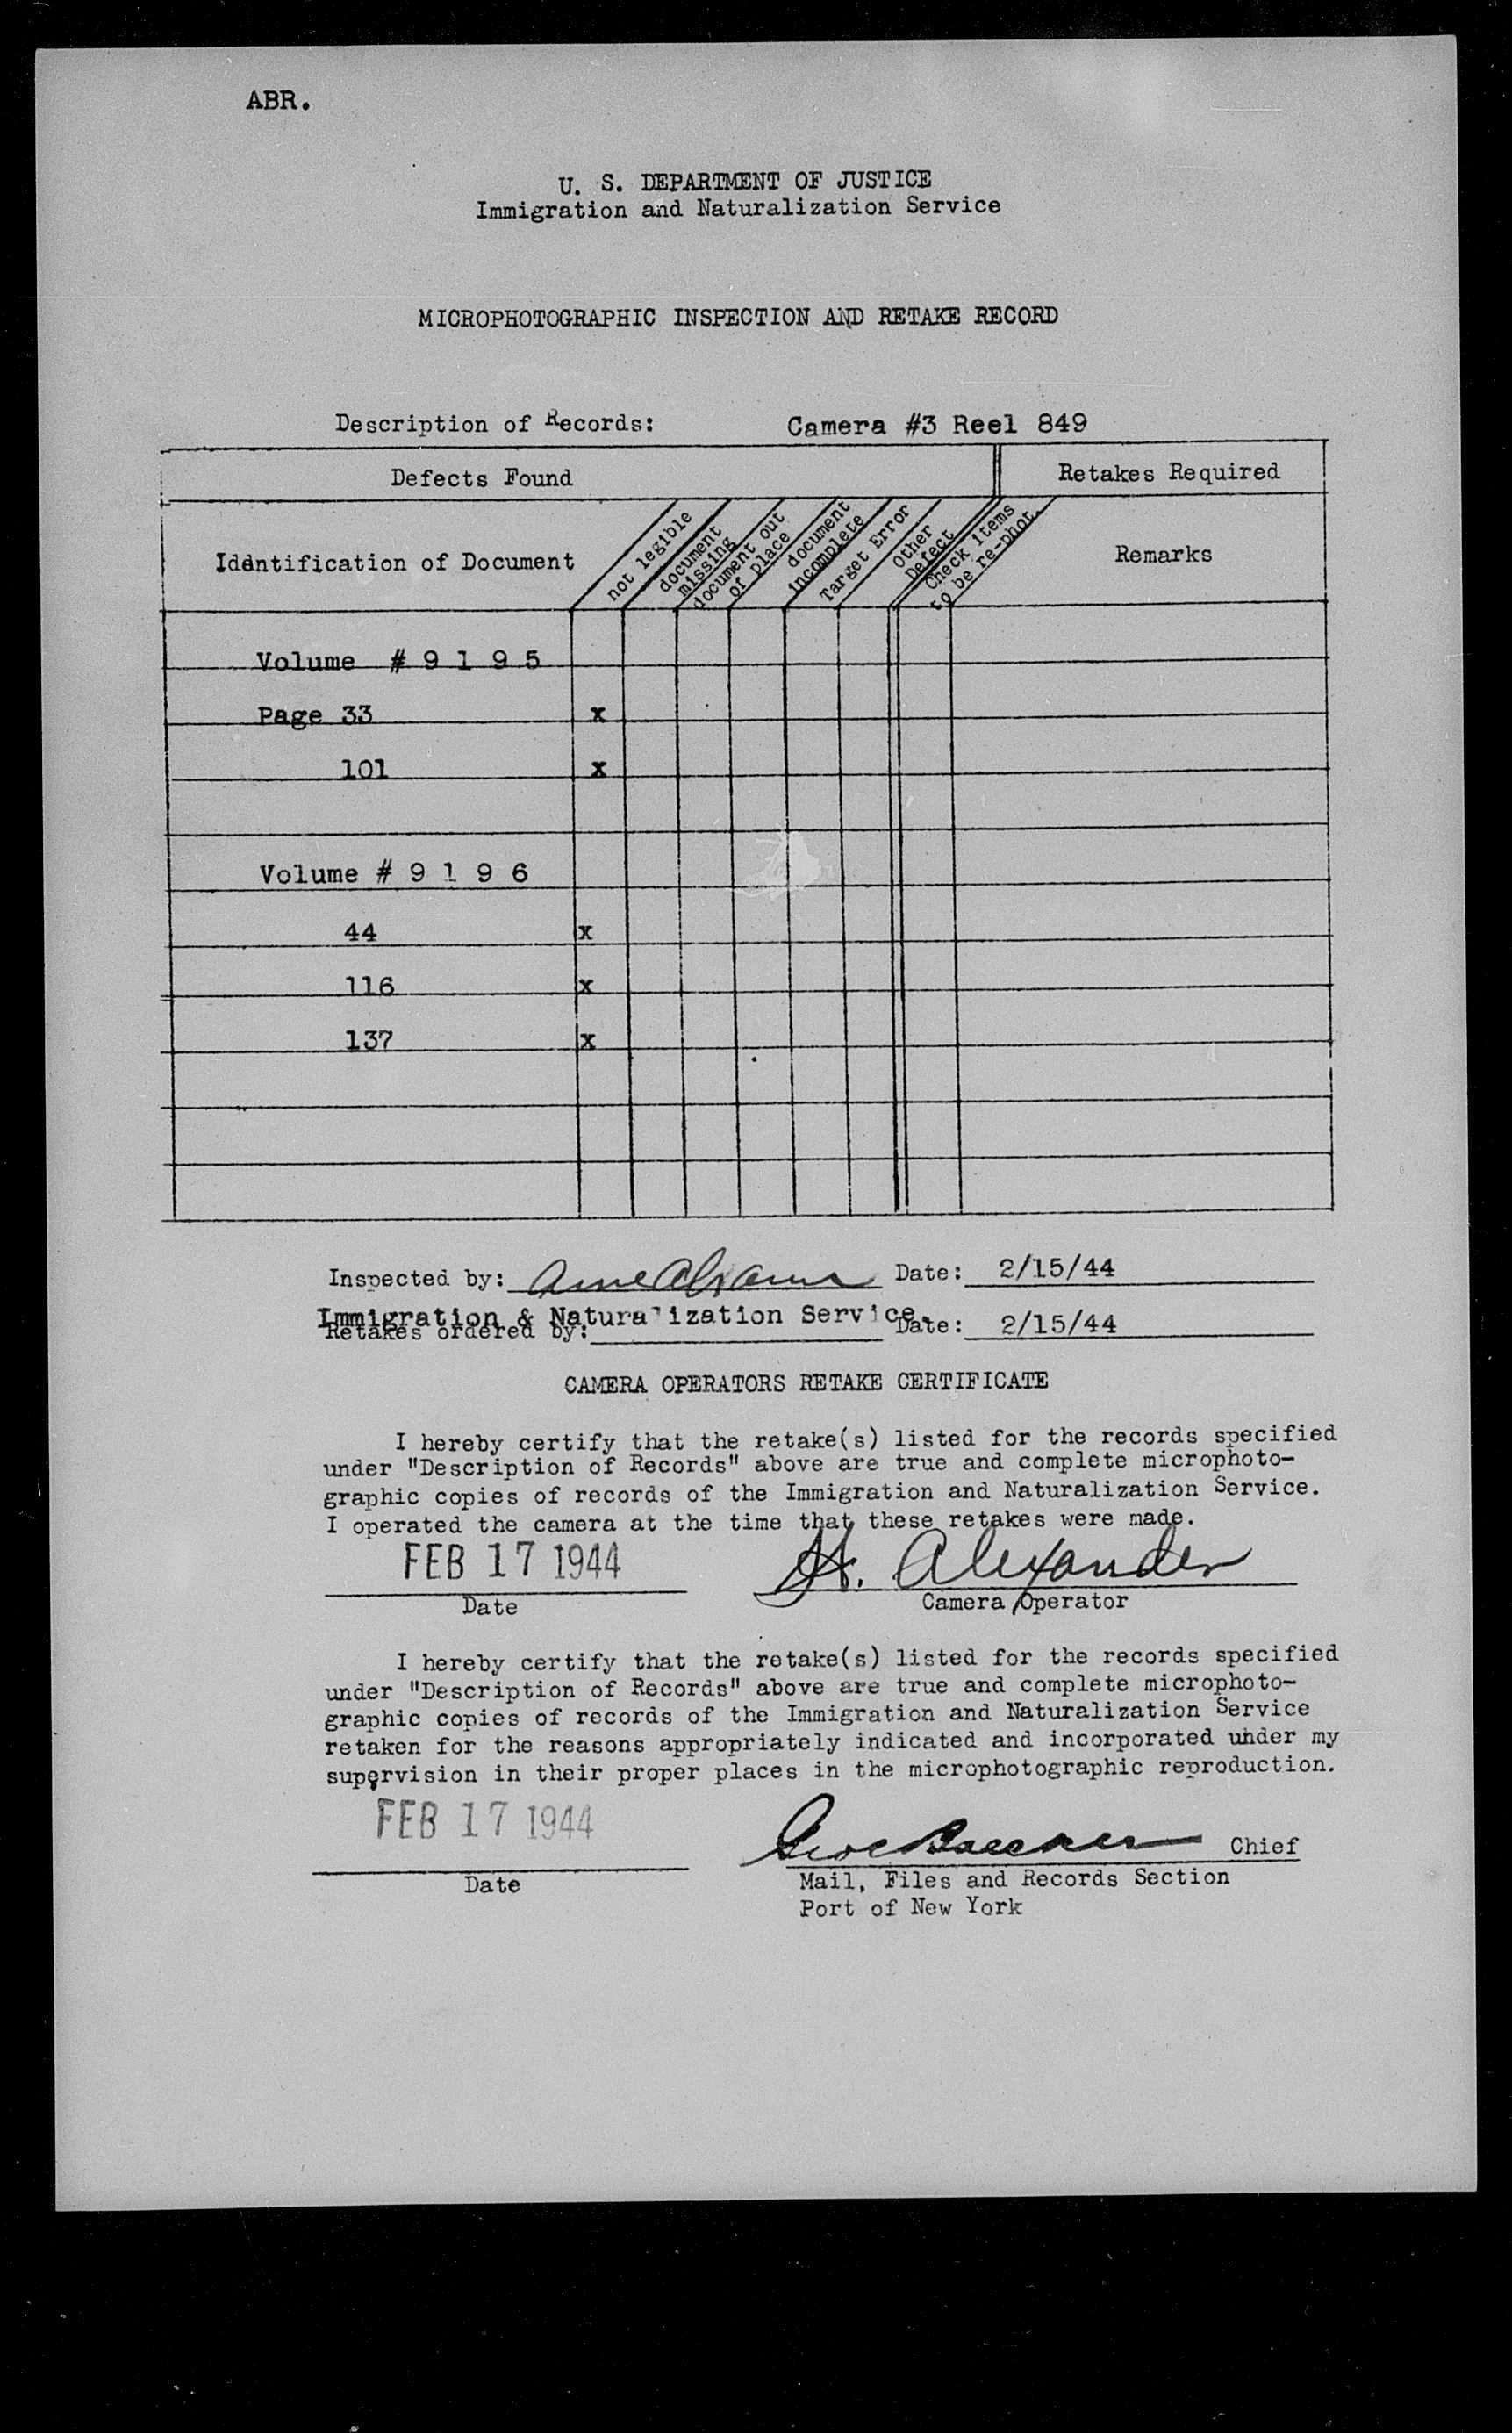 ABR.
U. S. DEPARTMENT OF JUSTICE
Immigration and Naturalization Service
MICROPHOTOGRAPHIC INSPECTION AND RETAKE RECORD
Description of Records: Camera #3 Reel 849
Defects Found Retakes Required
Identification of Document
not legible
document
missing
document out
of place
document
incomplete
Target Error
Other
Defect
Check items
to be re-phot.
Remarks
Volume # 9 1 9 5
Page 33 x
101 x
Volume # 9 1 9 6
44 x
116 x
137 x
Inspected by: Date: 2/15/44
Immigration & Naturalization Service.
Retakes ordered by: Date: 2/15/44
CAMERA OPERATORS RETAKE CERTIFICATE
I hereby certify that the retake(s) listed for the records specified
under "Description of Records" above are true and complete microphoto-
graphic copies of records of the Immigration and Naturalization Service.
I operated the camera at the time that these retakes were made.
FEB 17 1944 H. Alexander
Date Camera Operator
I hereby certify that the retake(s) listed for the records specified
under "Description of Records" above are true and complete microphoto-
graphic copies of records of the Immigration and Naturalization Service
retaken for the reasons appropriately indicated and incorporated under my
supervision in their proper places in the microphotographic reproduction.
FEB 17 1944 Chief
Date Mail, Files and Records Section
Port of New York